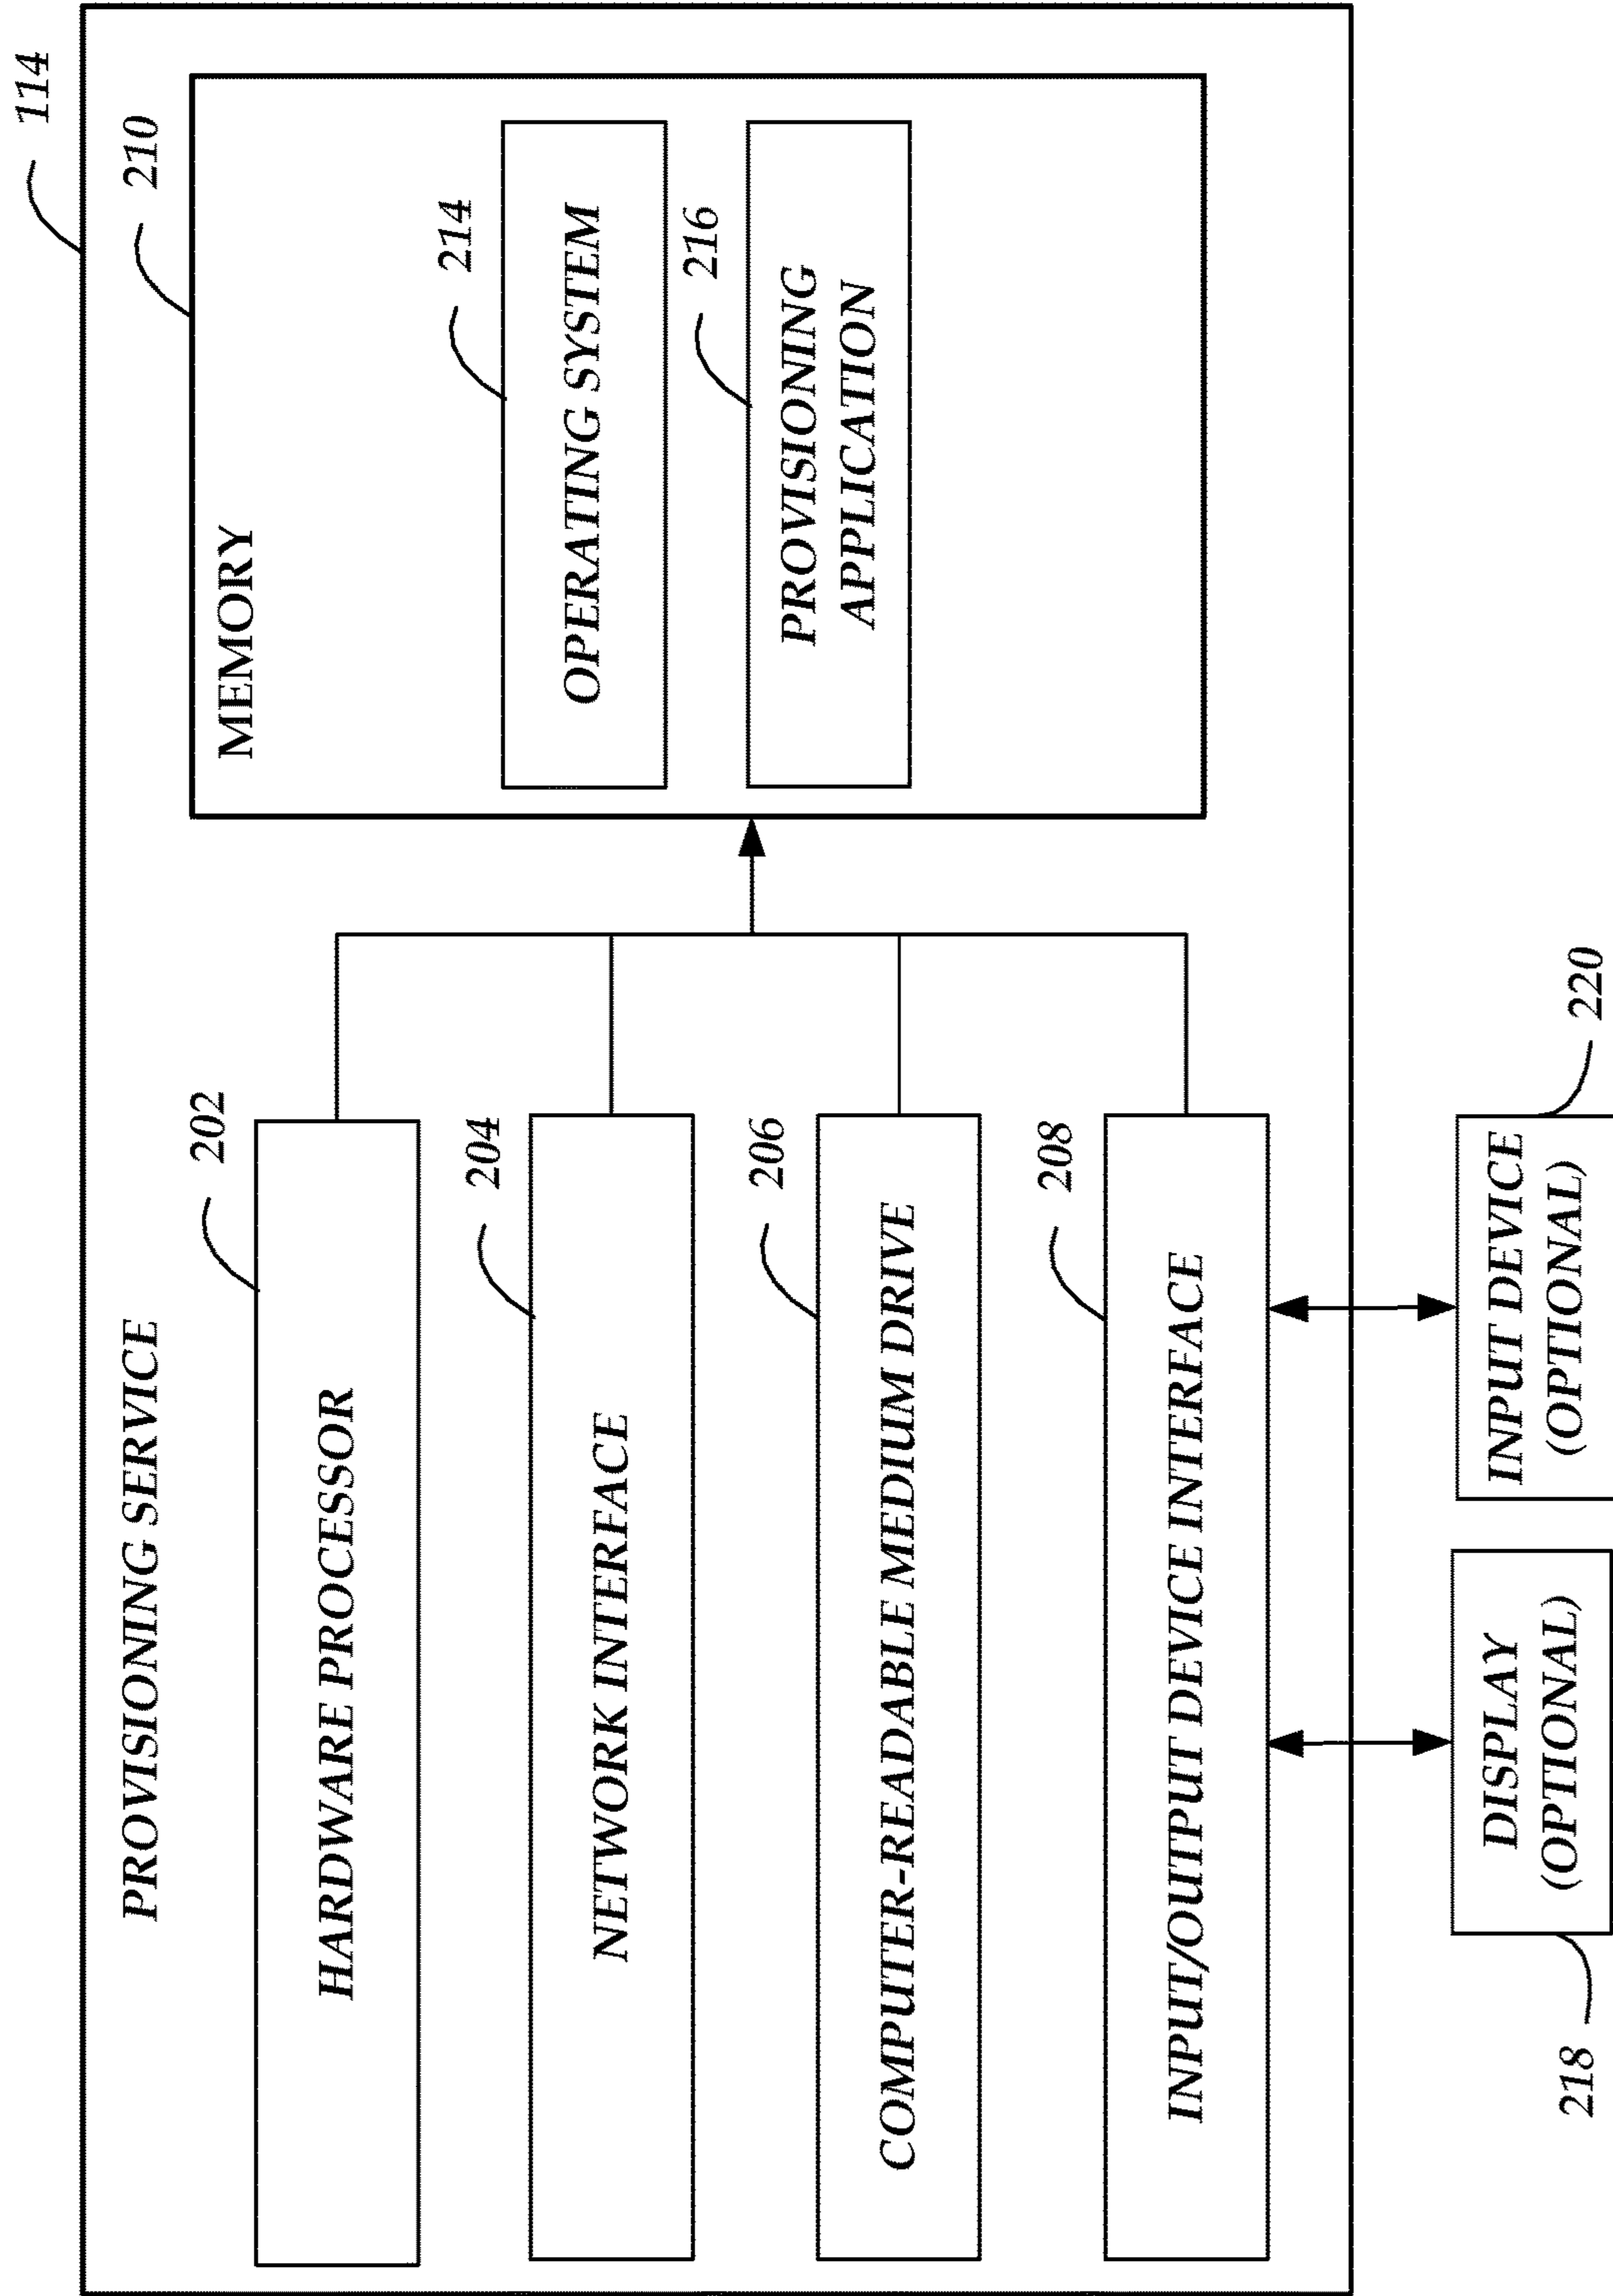 114
PROVISIONING SERVICE
210
MEMORY
202
HARDWARE PROCESSOR
214
OPERATING SYSTEM
204
NETWORK INTERFACE
216
PROVISIONING
APPLICATION
206
COMPUTER-READABLE MEDIUM DRIVE
208
INPUT/OUTPUT DEVICE INTERFACE
218
DISPLAY
(OPTIONAL)
INPUT DEVICE
(OPTIONAL)
220